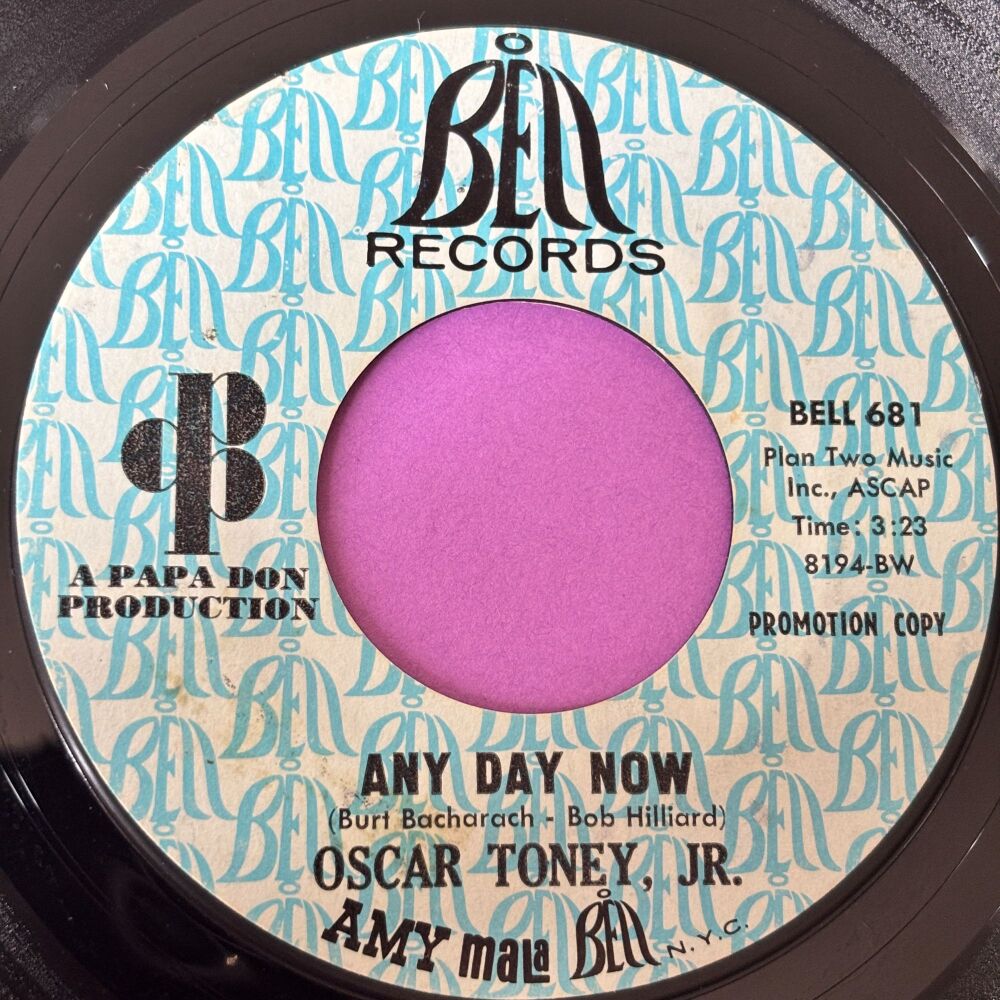 BELL
RECORDS
A PAPA DON
PRODUCTION
BELL 681
Plan Two Music
Inc., ASCAP
Time: 3:23
8194-BW
PROMOTION COPY
ANY DAY NOW
(Burt Bacharach - Bob Hilliard)
OSCAR TONEY, JR.
AMY mala BELL N.Y.C.